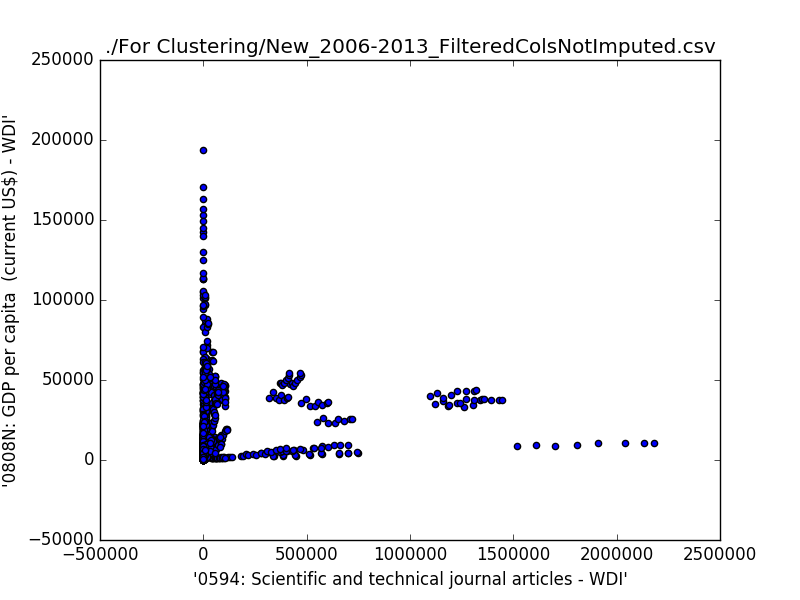 ./For Clustering/New_2006-2013_FilteredColsNotImputed.csv
250000
200000
150000
100000
50000
0
−50000
'0808N: GDP per capita  (current US$) - WDI'
−500000 0 500000 1000000 1500000 2000000 2500000
'0594: Scientific and technical journal articles - WDI'